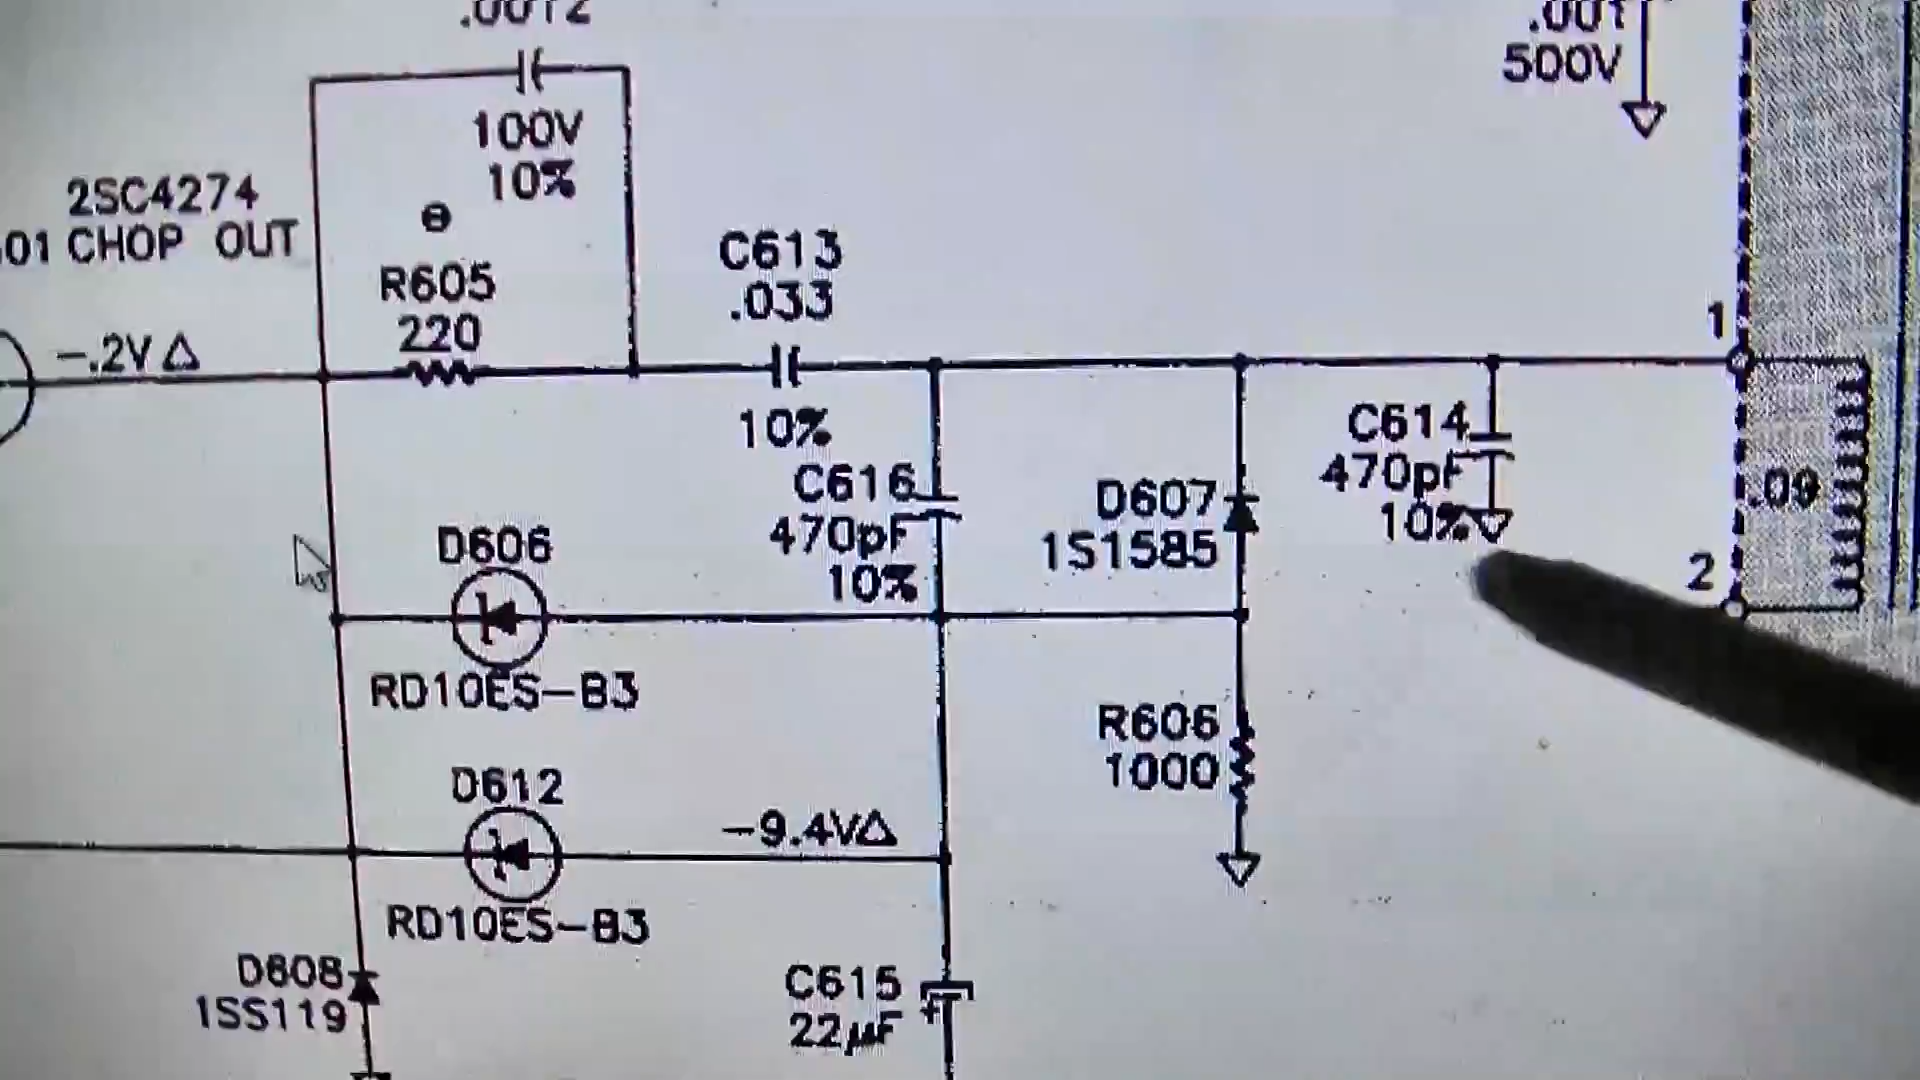 .0012
100V
10%
.001
500V
2SC4274
01 CHOP OUT
Θ
R605
220
-.2V△
C613
.033
10%
1
C616
470pF
10%
D607
1S1585
C614
470pF
10%
.09
2
D606
RD10ES-B3
R606
1000
D612
-9.4V△
RD10ES-B3
D608
1SS119
C615
+
22µF